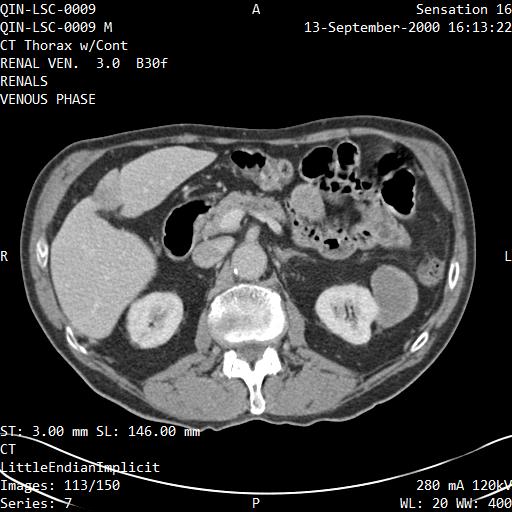 QIN-LSC-0009
A
Sensation 16
QIN-LSC-0009 M
13-September-2000 16:13:22
CT Thorax w/Cont
RENAL VEN.  3.0  B30f
RENALS
VENOUS PHASE
R
L
ST: 3.00 mm SL: 146.00 mm
CT
LittleEndianImplicit
Images: 113/150
280 mA 120kV
Series: 7
P
WL: 20 WW: 400